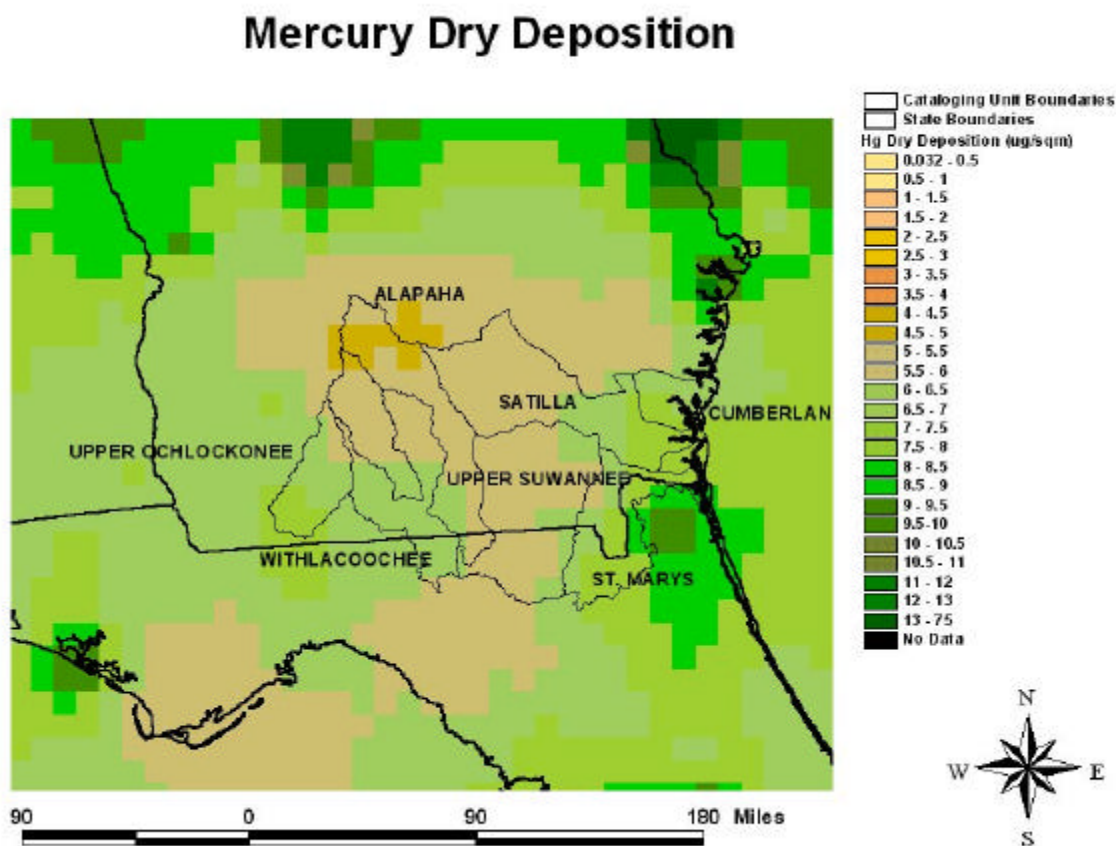 Mercury Dry Deposition
Cataloging Unit Boundaries
State Boundaries
Hg Dry Deposition (ug/sqm)
0.032 - 0.5
0.5 - 1
1 - 1.5
1.5 - 2
2 - 2.5
2.5 - 3
3 - 3.5
3.5 - 4
4 - 4.5
4.5 - 5
5 - 5.5
5.5 - 6
6 - 6.5
6.5 - 7
7 - 7.5
7.5 - 8
8 - 8.5
8.5 - 9
9 - 9.5
9.5-10
10 - 10.5
10.5 - 11
11 - 12
12 - 13
13 - 75
No Data
ALAPAHA
SATILLA
CUMBERLAN
UPPER OCHLOCKONEE
UPPER SUWANNEE
WITHLACOOCHEE
ST. MARYS
N
W E
S
90 0 90 180 Miles